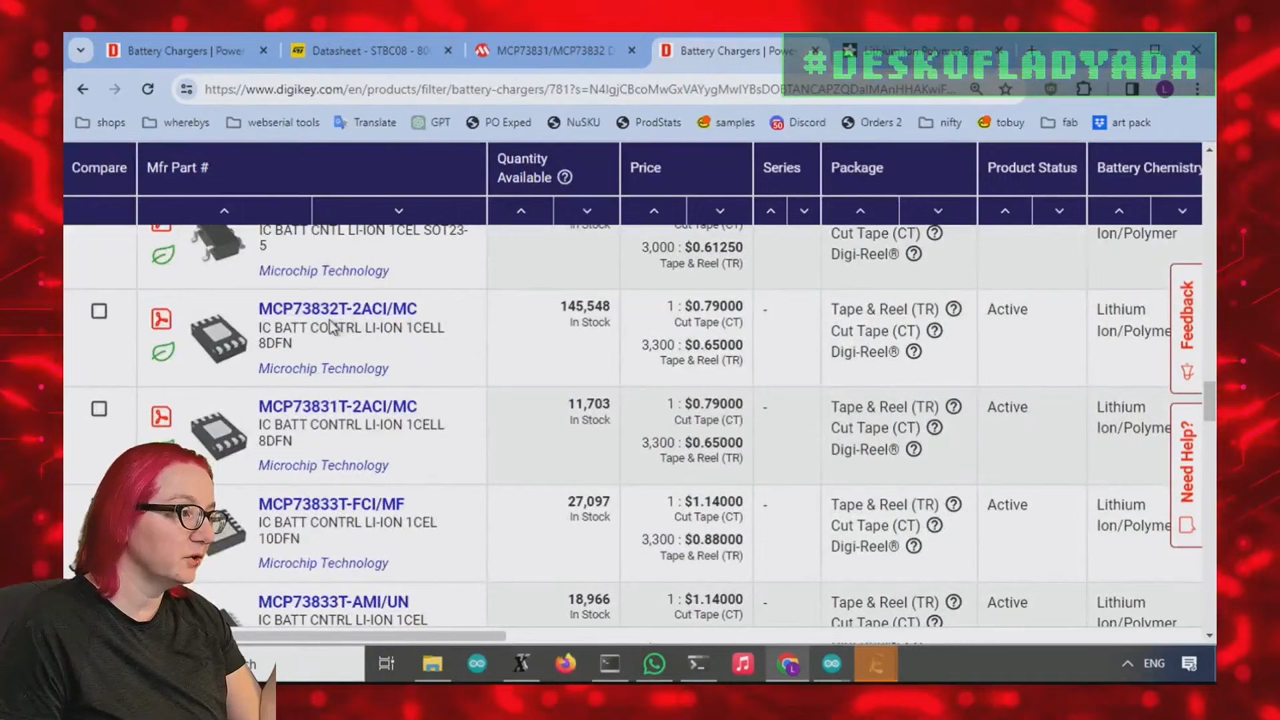 #DESKOFLADYADA
Battery Chargers | Powe
Datasheet - STBC08 - 80
MCP73831/MCP73832 D
Battery Chargers | Powe
Lithium Ion Polymer Ba
https://www.digikey.com/en/products/filter/battery-chargers/781?s=
shops
whereby
webserial tools
Translate
GPT
PO Exped
NuSKU
ProdStats
samples
Discord
Orders 2
nifty
tobuy
fab
art pack
Compare
Mfr Part #
Quantity Available
Price
Series
Package
Product Status
Battery Chemistry
IC BATT CNTL LI-ION 1CEL SOT23-
5
Microchip Technology
3,000 : $0.61250
Tape & Reel (TR)
Cut Tape (CT)
Digi-Reel®
Ion/Polymer
MCP73832T-2ACI/MC
IC BATT CONTRL LI-ION 1CELL
8DFN
Microchip Technology
145,548
In Stock
1 : $0.79000
Cut Tape (CT)
3,300 : $0.65000
Tape & Reel (TR)
-
Tape & Reel (TR)
Cut Tape (CT)
Digi-Reel®
Active
Lithium
Ion/Polyme
MCP73831T-2ACI/MC
IC BATT CONTRL LI-ION 1CELL
8DFN
Microchip Technology
11,703
In Stock
1 : $0.79000
Cut Tape (CT)
3,300 : $0.65000
Tape & Reel (TR)
-
Tape & Reel (TR)
Cut Tape (CT)
Digi-Reel®
Active
Lithium
Ion/Polyme
MCP73833T-FCI/MF
IC BATT CONTRL LI-ION 1CEL
10DFN
Microchip Technology
27,097
In Stock
1 : $1.14000
Cut Tape (CT)
3,300 : $0.88000
Tape & Reel (TR)
-
Tape & Reel (TR)
Cut Tape (CT)
Digi-Reel®
Active
Lithium
Ion/Polyme
MCP73833T-AMI/UN
IC BATT CNTRL LI-ION 1CEL
18,966
In Stock
1 : $1.14000
Cut Tape (CT)
-
Tape & Reel (TR)
Cut Tape (CT)
Active
Lithium
Feedback
Need Help?
ENG